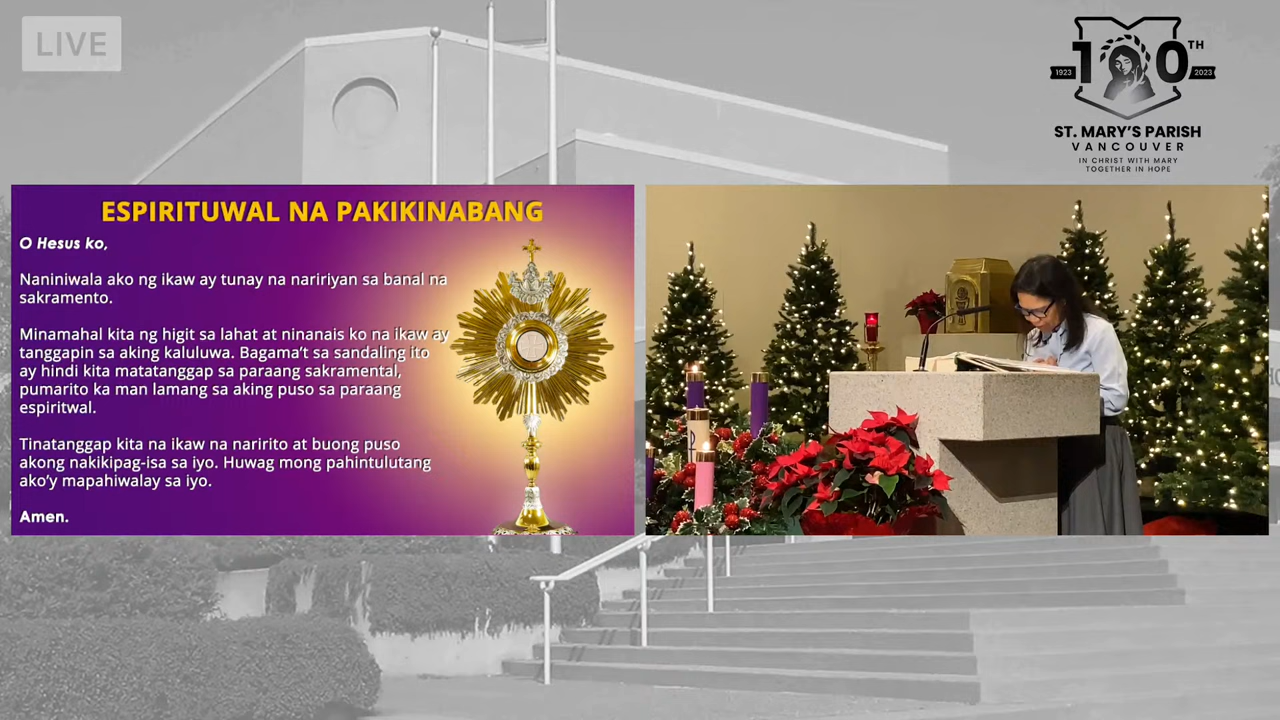 LIVE
100TH
1923
2023
ST. MARY'S PARISH
VANCOUVER
IN CHRIST WITH MARY
TOGETHER IN HOPE
ESPIRITUWAL NA PAKIKINABANG
O Hesus ko,
Naniniwala ako ng ikaw ay tunay na naririyan sa banal na
sakramento.
Minamahal kita ng higit sa lahat at ninanais ko na ikaw ay
tanggapin sa aking kaluluwa. Bagama't sa sandaling ito
ay hindi kita matatanggap sa paraang sakramental,
pumarito ka man lamang sa aking puso sa paraang
espiritwal.
Tinatanggap kita na ikaw na naririto at buong puso
akong nakikipag-isa sa iyo. Huwag mong pahintulutang
ako'y mapahiwalay sa iyo.
Amen.